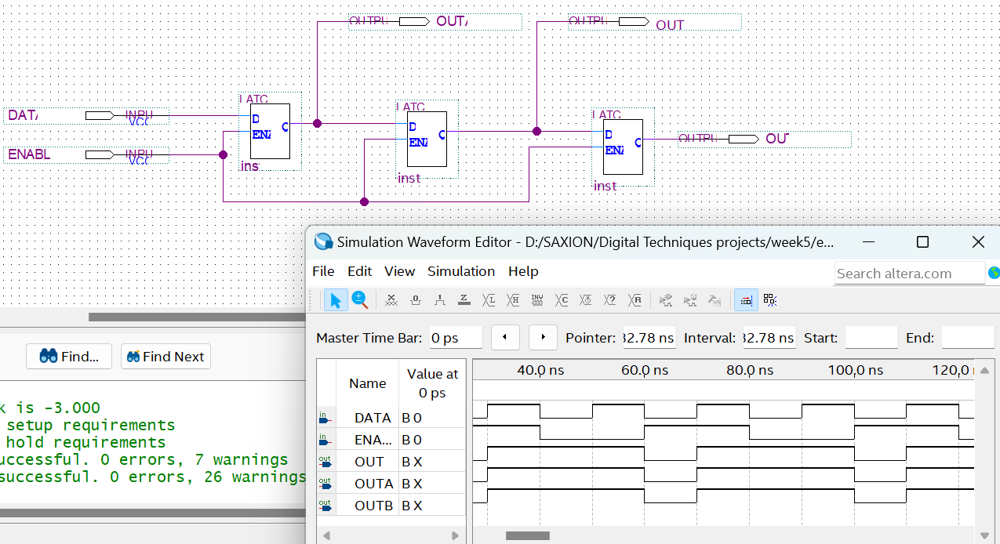 OUTPU OUTA
OUTPU OUT
LATC
D
ENA
Q
inst
LATC
D
ENA
Q
inst
LATC
D
ENA
Q
inst
DATA INPU
VCC
ENABL INPU
VCC
OUTPU OUT
Simulation Waveform Editor - D:/SAXION/Digital Techniques projects/week5/e...
File Edit View Simulation Help
Search altera.com
Master Time Bar: 0 ps Pointer: 32.78 ns Interval: 32.78 ns Start: End:
Find... Find Next
Name Value at
0 ps
40.0 ns 60.0 ns 80.0 ns 100.0 ns 120.0
in DATA B 0
in ENA... B 0
out OUT B X
out OUTA B X
out OUTB B X
k is -3.000
setup requirements
hold requirements
uccessful. 0 errors, 7 warnings
successful. 0 errors, 26 warnings